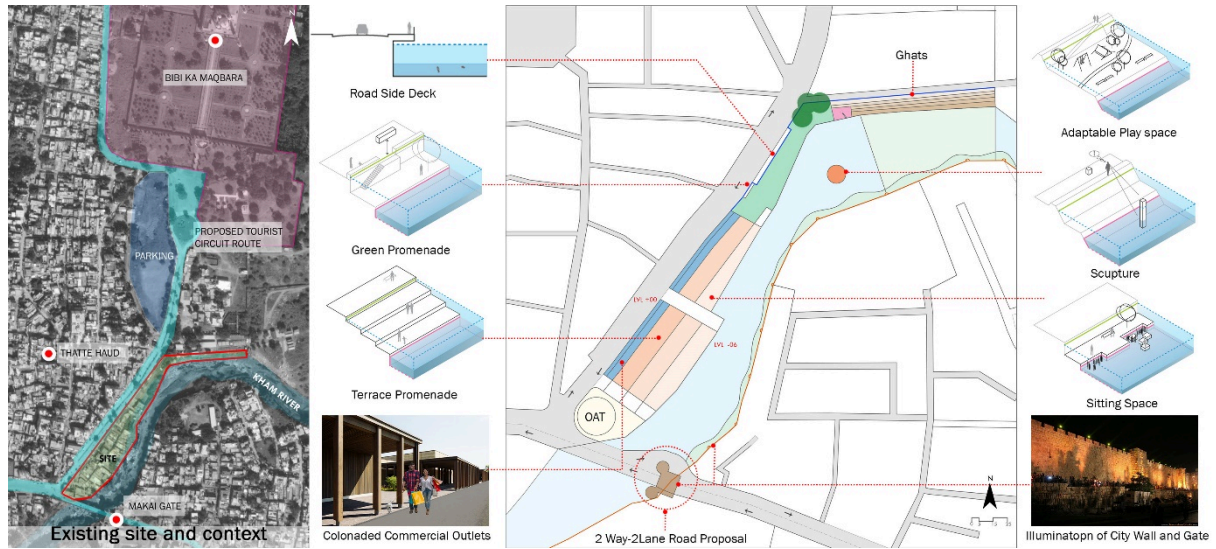 N
BIBI KA MAQBARA
PROPOSED TOURIST
CIRCUIT ROUTE
PARKING
THATTE HAUD
KHAM RIVER
SITE
MAKAI GATE
Existing site and context
Road Side Deck
Green Promenade
Terrace Promenade
Colonaded Commercial Outlets
Ghats
LVL +00
LVL -06
OAT
N
2 Way-2Lane Road Proposal
Adaptable Play space
Scupture
Sitting Space
Illuminatopn of City Wall and Gate